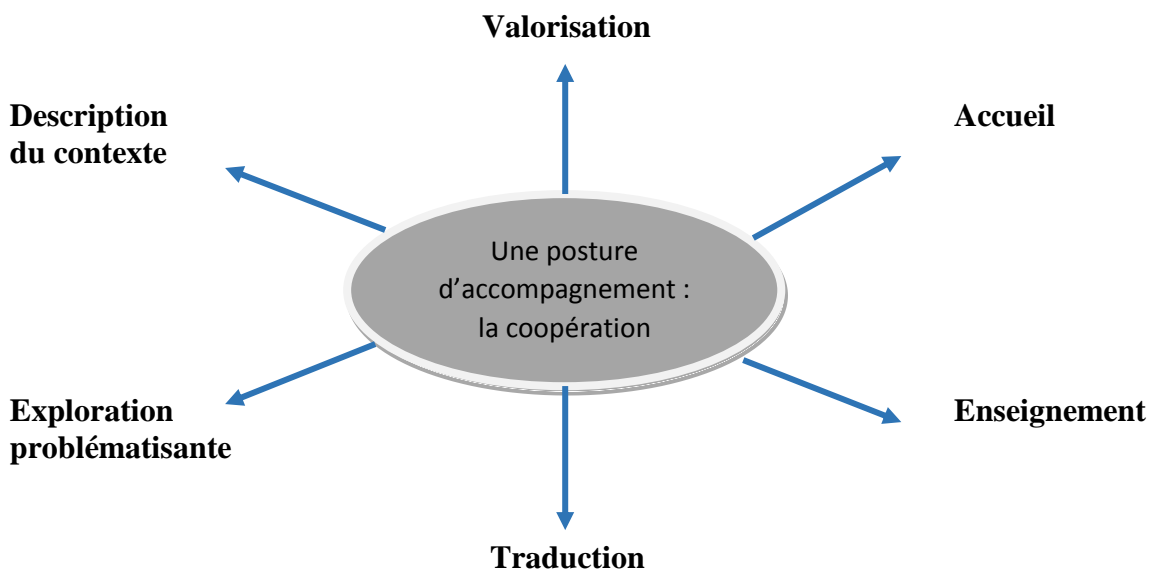 Valorisation
Description
du contexte
Accueil
Une posture
d’accompagnement :
la coopération
Exploration
problématisante
Enseignement
Traduction